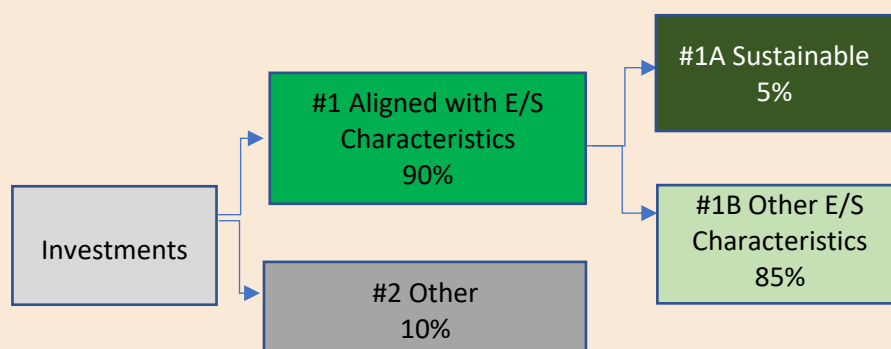 Investments
#1 Aligned with E/S
Characteristics
90%
#2 Other
10%
#1A Sustainable
5%
#1B Other E/S
Characteristics
85%